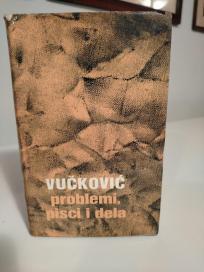 VUČKOVIĆ
problemi,
pisci i dela